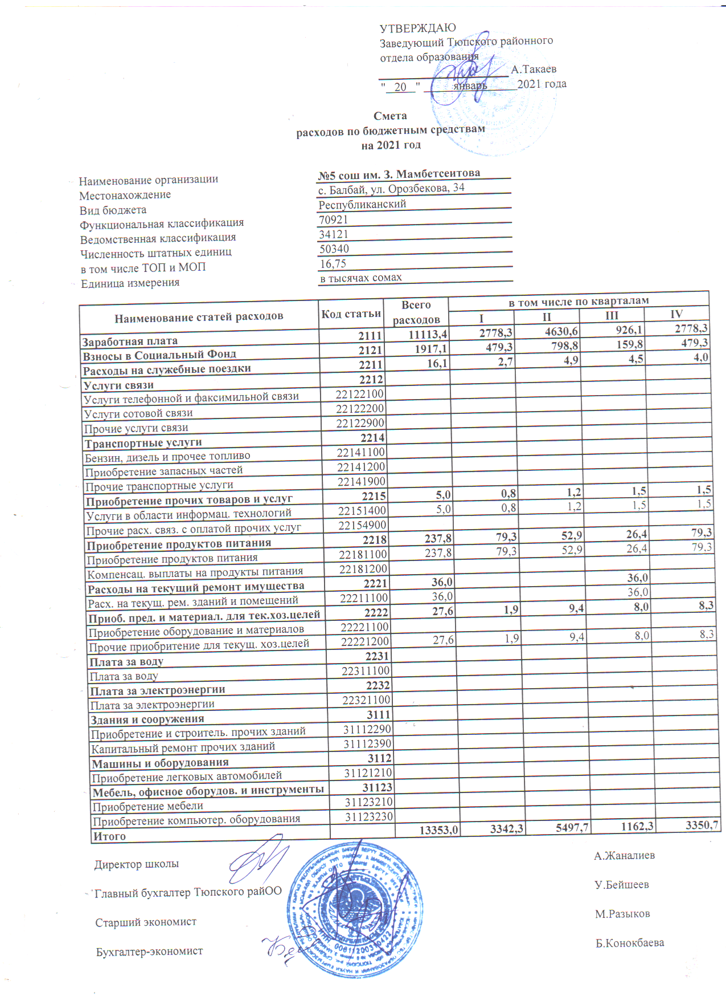 УТВЕРЖДАЮ
Заведующий Тюпского районного
отдела образования
А.Такаев
" 20 " январь 2021 года
Смета
расходов по бюджетным средствам
на 2021 год
Наименование организации №5 сош им. З. Мамбетсеитова
Местонахождение с. Балбай, ул. Орозбекова, 34
Вид бюджета Республиканский
Функциональная классификация 70921
Ведомственная классификация 34121
Численность штатных единиц 50340
в том числе ТОП и МОП 16,75
Единица измерения в тысячах сомах
Наименование статей расходов Код статьи Всего расходов в том числе по кварталам
I II III IV
Заработная плата 2111 11113,4 2778,3 4630,6 926,1 2778,3
Взносы в Социальный Фонд 2121 1917,1 479,3 798,8 159,8 479,3
Расходы на служебные поездки 2211 16,1 2,7 4,9 4,5 4,0
Услуги связи 2212
Услуги телефонной и факсимильной связи 22122100
Услуги сотовой связи 22122200
Прочие услуги связи 22122900
Транспортные услуги 2214
Бензин, дизель и прочее топливо 22141100
Приобретение запасных частей 22141200
Прочие транспортные услуги 22141900
Приобретение прочих товаров и услуг 2215 5,0 0,8 1,2 1,5 1,5
Услуги в области информац. технологий 22151400 5,0 0,8 1,2 1,5 1,5
Прочие расх. связ. с оплатой прочих услуг 22154900
Приобретение продуктов питания 2218 237,8 79,3 52,9 26,4 79,3
Приобретение продуктов питания 22181100 237,8 79,3 52,9 26,4 79,3
Компенсац. выплаты на продукты питания 22181200
Расходы на текущий ремонт имущества 2221 36,0 36,0
Расх. на текущ. рем. зданий и помещений 22211100 36,0 36,0
Приоб. пред. и материал. для тек.хоз.целей 2222 27,6 1,9 9,4 8,0 8,3
Приобретение оборудование и материалов 22221100
Прочие приобритение для текущ. хоз.целей 22221200 27,6 1,9 9,4 8,0 8,3
Плата за воду 2231
Плата за воду 22311100
Плата за электроэнергии 2232
Плата за электроэнергии 22321100
Здания и сооружения 3111
Приобретение и строитель. прочих зданий 31112290
Капитальный ремонт прочих зданий 31112390
Машины и оборудования 3112
Приобретение легковых автомобилей 31121210
Мебель, офисное оборудов. и инструменты 31123
Приобретение мебели 31123210
Приобретение компьютер. оборудования 31123230
Итого 13353,0 3342,3 5497,7 1162,3 3350,7
Директор школы А.Жаналиев
Главный бухгалтер Тюпского райОО У.Бейшеев
Старший экономист М.Разыков
Бухгалтер-экономист Б.Конокбаева